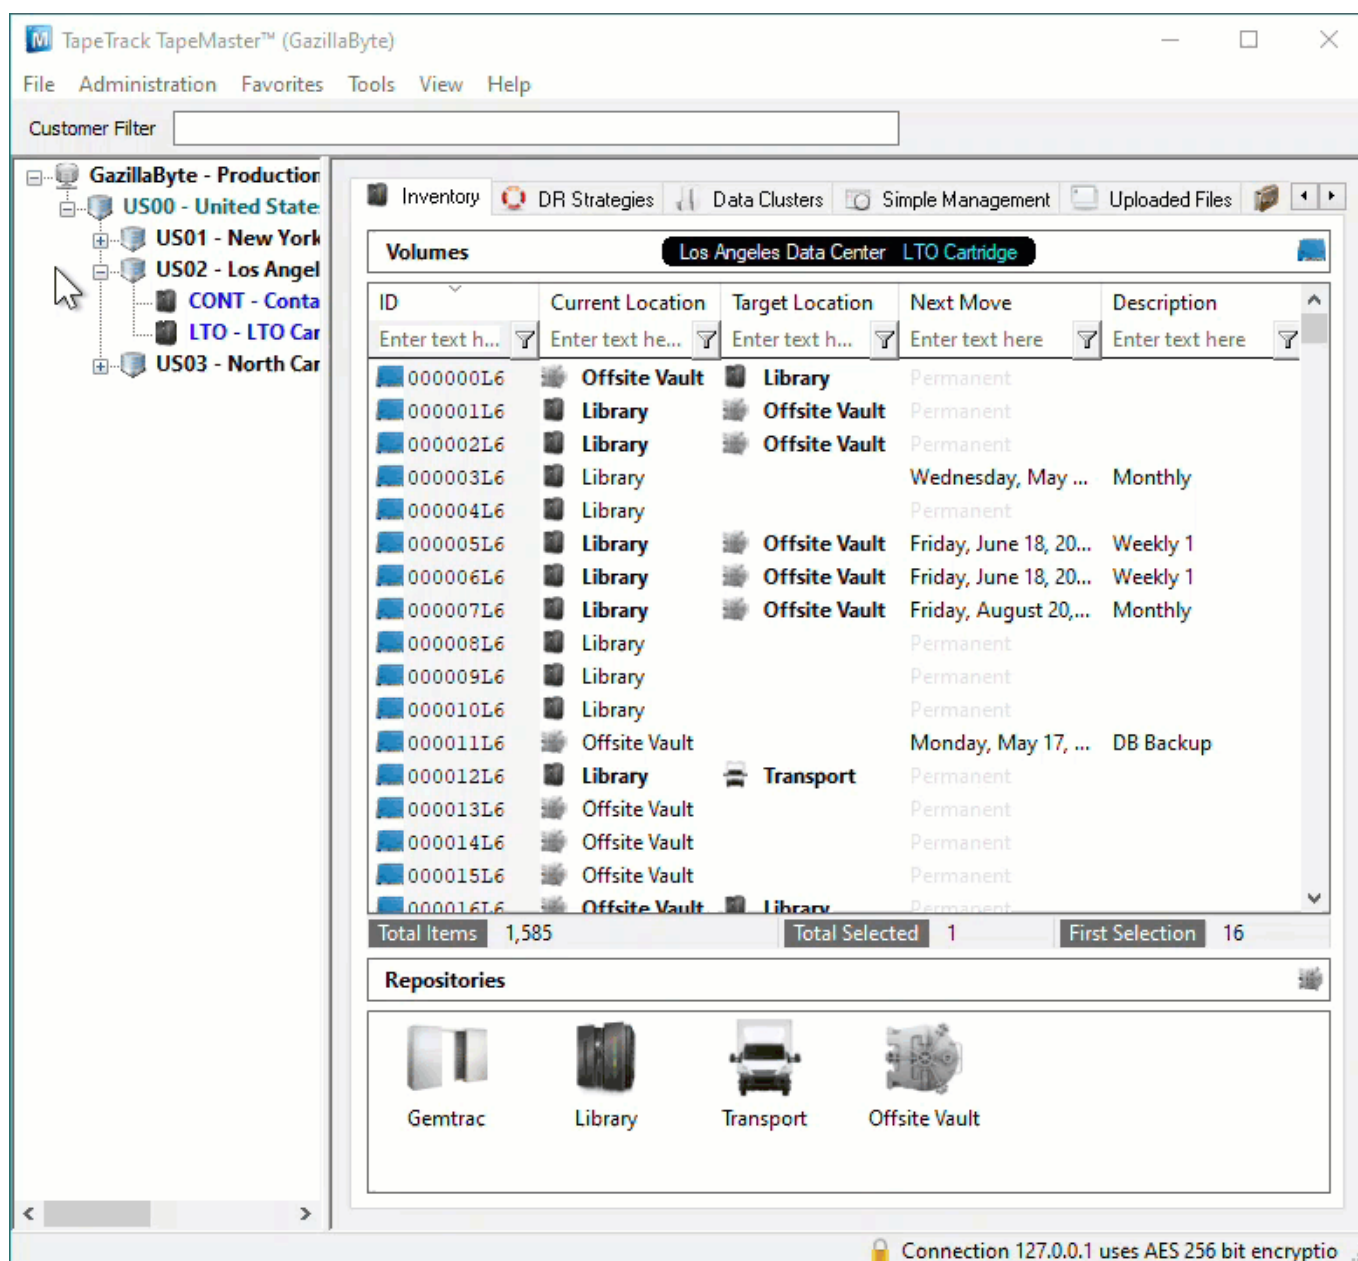 TapeTrack TapeMaster™ (GazillaByte)
File Administration Favorites Tools View Help
Customer Filter
GazillaByte - Production
US00 - United State
US01 - New York
US02 - Los Angel
CONT - Conta
LTO - LTO Car
US03 - North Car
Inventory DR Strategies Data Clusters Simple Management Uploaded Files
Volumes Los Angeles Data Center LTO Cartridge
ID Current Location Target Location Next Move Description
Enter text h... Enter text he... Enter text h... Enter text here Enter text here
000000L6 Offsite Vault Library Permanent
000001L6 Library Offsite Vault Permanent
000002L6 Library Offsite Vault Permanent
000003L6 Library Wednesday, May ... Monthly
000004L6 Library Permanent
000005L6 Library Offsite Vault Friday, June 18, 20... Weekly 1
000006L6 Library Offsite Vault Friday, June 18, 20... Weekly 1
000007L6 Library Offsite Vault Friday, August 20,... Monthly
000008L6 Library Permanent
000009L6 Library Permanent
000010L6 Library Permanent
000011L6 Offsite Vault Monday, May 17, ... DB Backup
000012L6 Library Transport Permanent
000013L6 Offsite Vault Permanent
000014L6 Offsite Vault Permanent
000015L6 Offsite Vault Permanent
000016L6 Offsite Vault Library Permanent
Total Items 1,585 Total Selected 1 First Selection 16
Repositories
Gemtrac Library Transport Offsite Vault
Connection 127.0.0.1 uses AES 256 bit encryptio